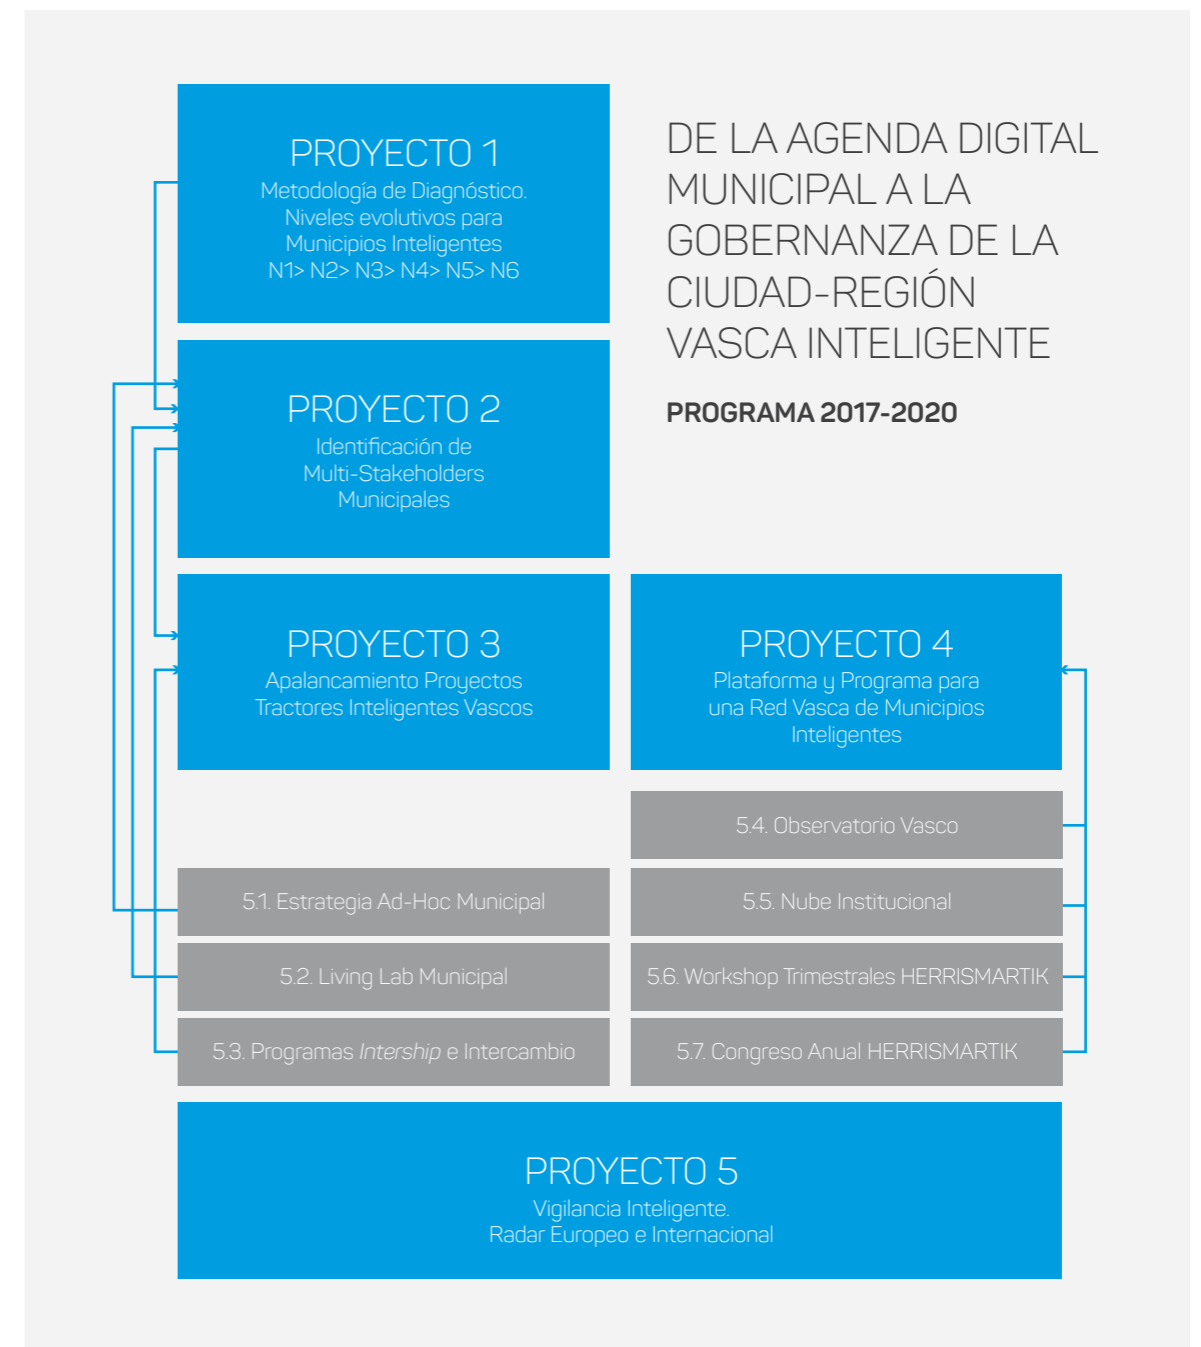 DE LA AGENDA DIGITAL
MUNICIPAL A LA
GOBERNANZA DE LA
CIUDAD-REGIÓN
VASCA INTELIGENTE
PROGRAMA 2017-2020
PROYECTO 1
Metodología de Diagnóstico.
Niveles evolutivos para
Municipios Inteligentes
N1> N2> N3> N4> N5> N6
PROYECTO 2
Identificación de
Multi-Stakeholders
Municipales
PROYECTO 3
Apalancamiento Proyectos
Tractores Inteligentes Vascos
PROYECTO 4
Plataforma y Programa para
una Red Vasca de Municipios
Inteligentes
5.1. Estrategia Ad-Hoc Municipal
5.2. Living Lab Municipal
5.3. Programas Intership e Intercambio
5.4. Observatorio Vasco
5.5. Nube Institucional
5.6. Workshop Trimestrales HERRISMARTIK
5.7. Congreso Anual HERRISMARTIK
PROYECTO 5
Vigilancia Inteligente.
Radar Europeo e Internacional